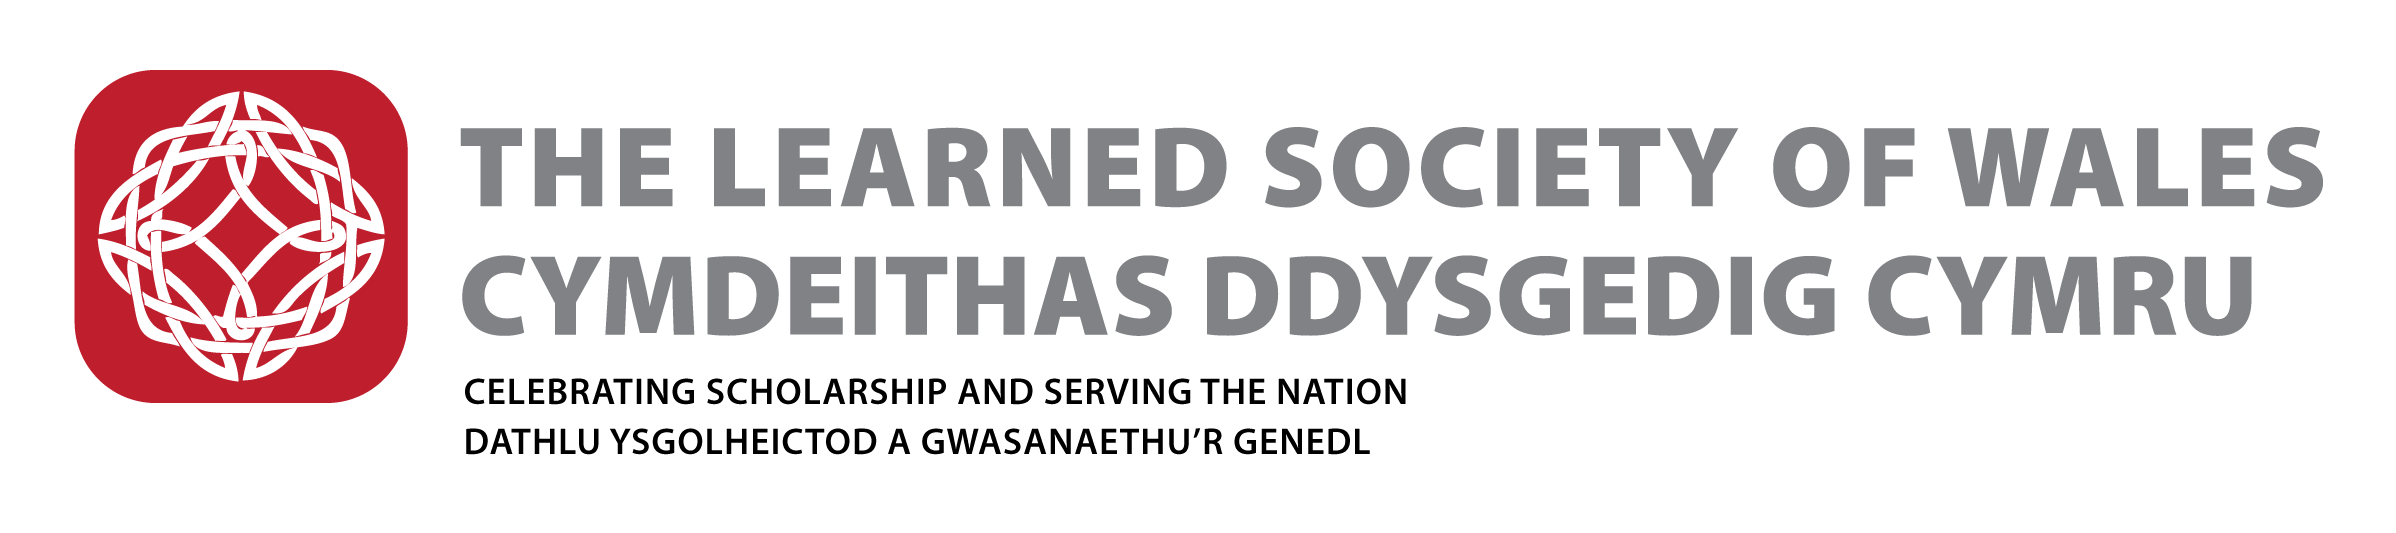 THE LEARNED SOCIETY OF WALES
CYMDEITHAS DDYSGEDIG CYMRU
CELEBRATING SCHOLARSHIP AND SERVING THE NATION
DATHLU YSGOLHEICTOD A GWASANAETHU’R GENEDL